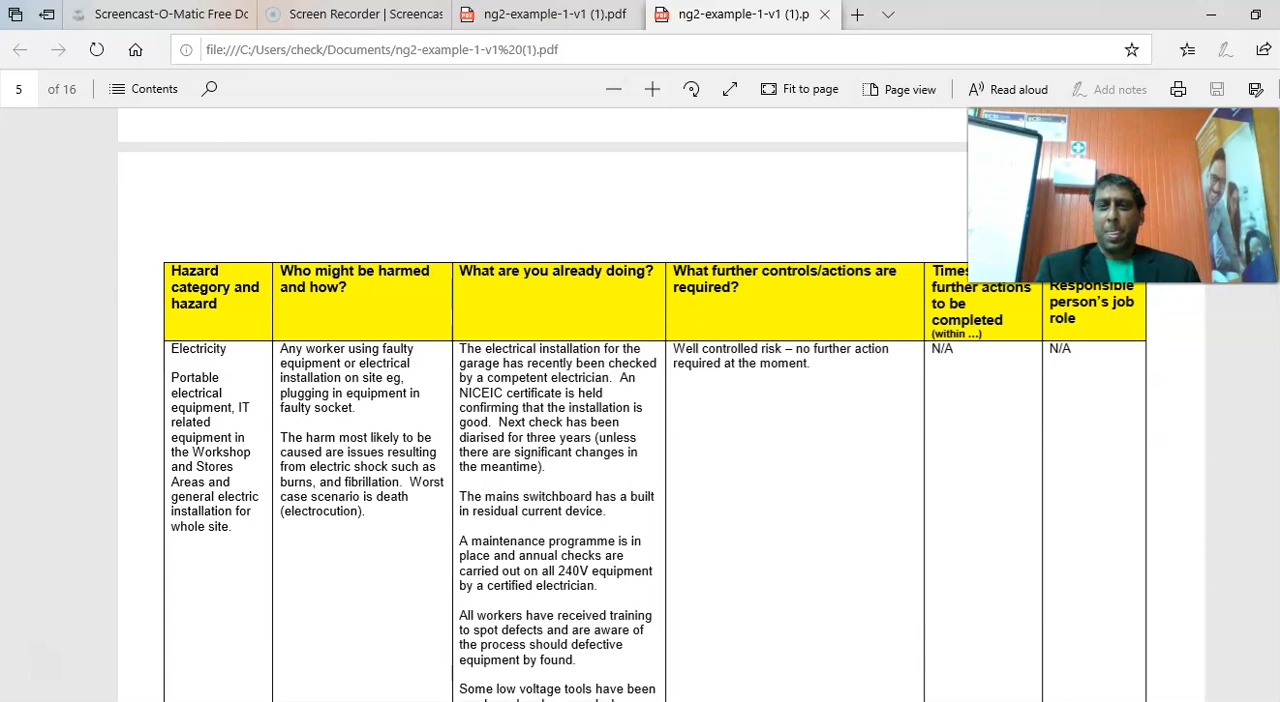 Screencast-O-Matic Free Do
Screen Recorder | Screencas
ng2-example-1-v1 (1).pdf
ng2-example-1-v1 (1).p
file:///C:/Users/check/Documents/ng2-example-1-v1%20(1).pdf
5 of 16
Contents
Fit to page
Page view
Read aloud
Add notes
Hazard
category and
hazard
Who might be harmed
and how?
What are you already doing?
What further controls/actions are
required?
Times
further actions
to be
completed
(within ...)
Responsible
person's job
role
Electricity
Portable
electrical
equipment, IT
related
equipment in
the Workshop
and Stores
Areas and
general electric
installation for
whole site.
Any worker using faulty
equipment or electrical
installation on site eg,
plugging in equipment in
faulty socket.
The harm most likely to be
caused are issues resulting
from electric shock such as
burns, and fibrillation.  Worst
case scenario is death
(electrocution).
The electrical installation for the
garage has recently been checked
by a competent electrician.  An
NICEIC certificate is held
confirming that the installation is
good.  Next check has been
diarised for three years (unless
there are significant changes in
the meantime).
The mains switchboard has a built
in residual current device.
A maintenance programme is in
place and annual checks are
carried out on all 240V equipment
by a certified electrician.
All workers have received training
to spot defects and are aware of
the process should defective
equipment by found.
Some low voltage tools have been
Well controlled risk – no further action
required at the moment.
N/A
N/A